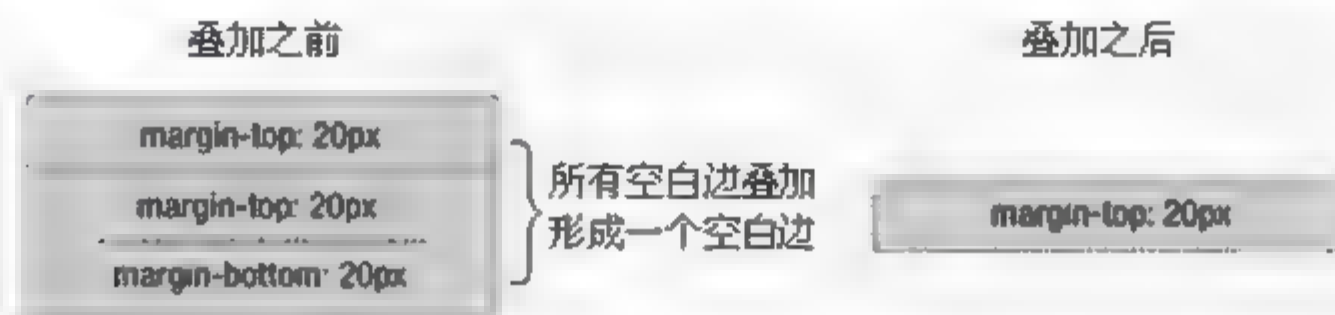 叠加之前
叠加之后
margin-top: 20px
margin-top: 20px
margin-bottom: 20px
所有空白边叠加
形成一个空白边
margin-top: 20px